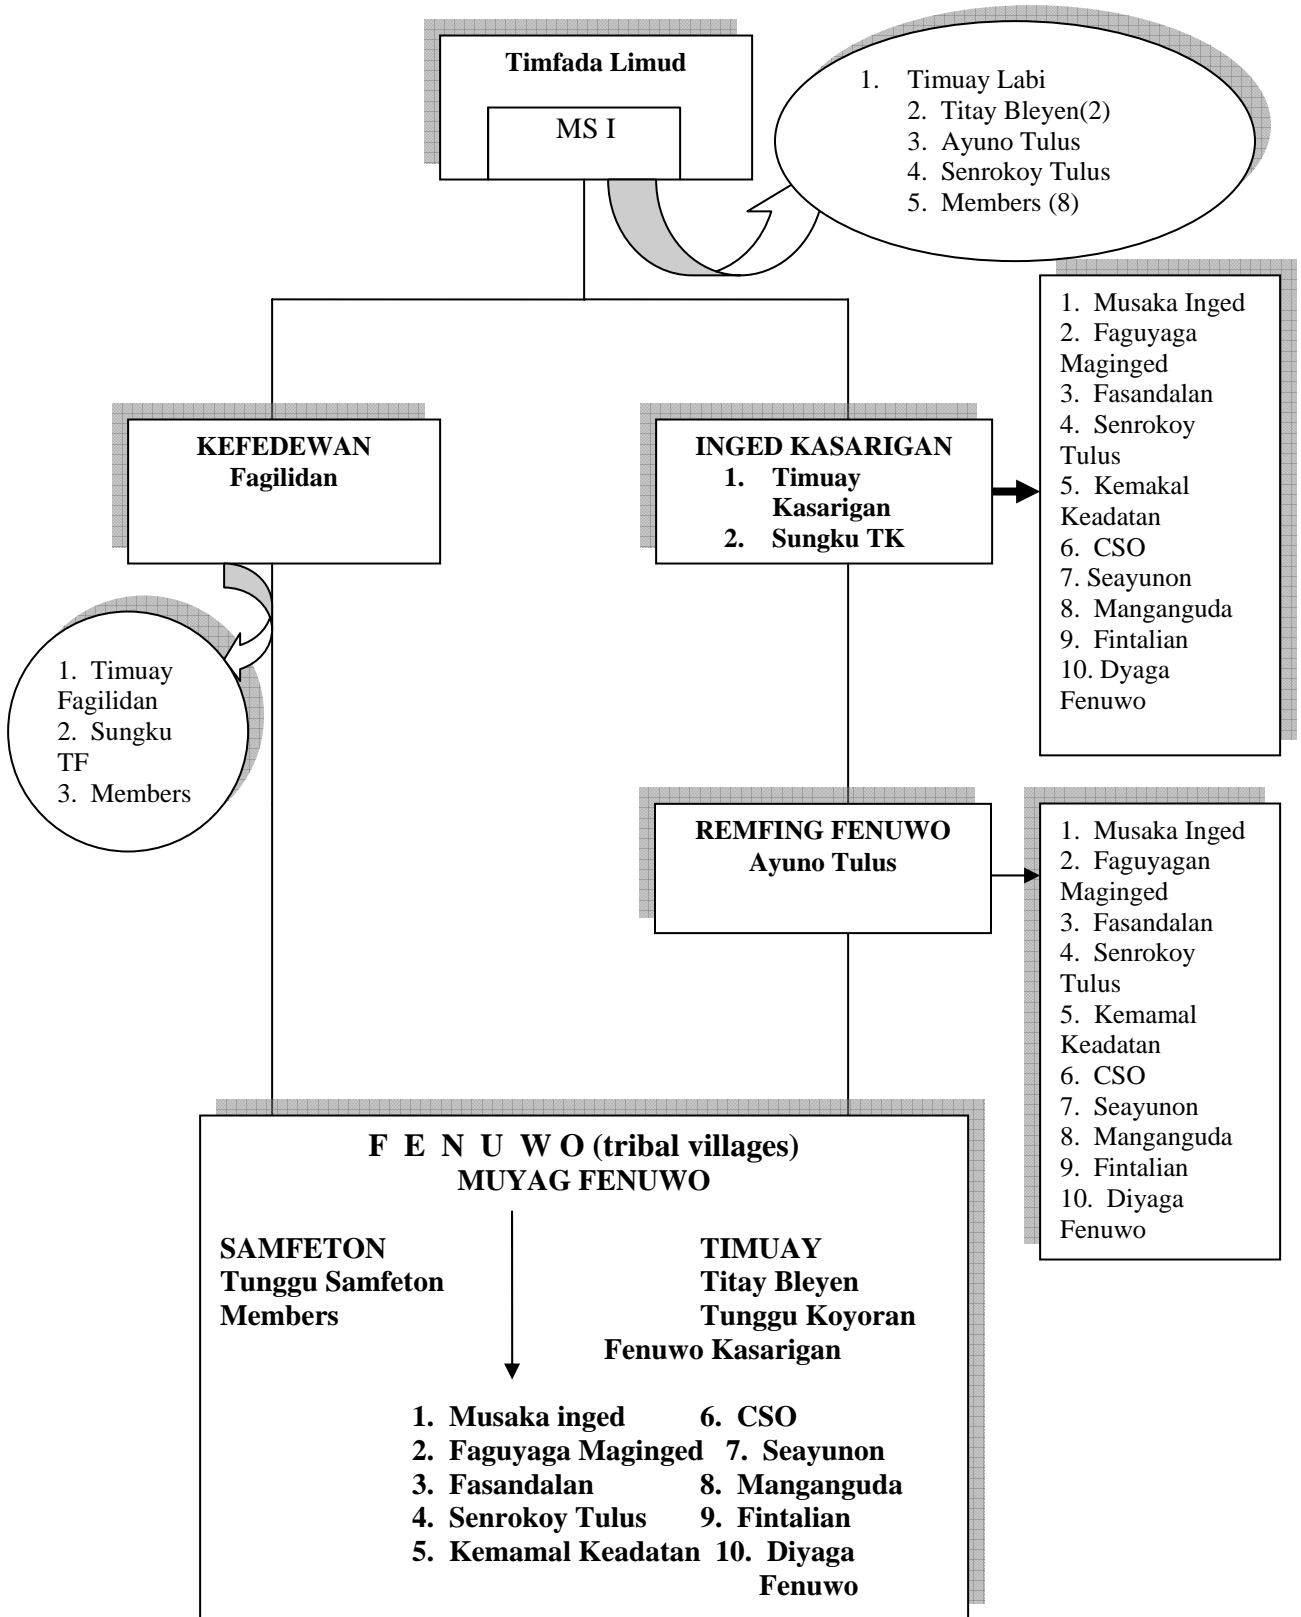 Timfada Limud
MS I
1. Timuay Labi
2. Titay Bleyen(2)
3. Ayuno Tulus
4. Senrokoy Tulus
5. Members (8)
KEFEDEWAN
Fagilidan
INGED KASARIGAN
1. Timuay
Kasarigan
2. Sungku TK
1. Musaka Inged
2. Faguyaga
Maginged
3. Fasandalan
4. Senrokoy
Tulus
5. Kemakal
Keadatan
6. CSO
7. Seayunon
8. Manganguda
9. Fintalian
10. Dyaga
Fenuwo
1. Timuay
Fagilidan
2. Sungku
TF
3. Members
REMFING FENUWO
Ayuno Tulus
1. Musaka Inged
2. Faguyagan
Maginged
3. Fasandalan
4. Senrokoy
Tulus
5. Kemamal
Keadatan
6. CSO
7. Seayunon
8. Manganguda
9. Fintalian
10. Diyaga
Fenuwo
F E N U W O (tribal villages)
MUYAG FENUWO
SAMFETON TIMUAY
Tunggu Samfeton Titay Bleyen
Members Tunggu Koyoran
Fenuwo Kasarigan
1. Musaka inged 6. CSO
2. Faguyaga Maginged 7. Seayunon
3. Fasandalan 8. Manganguda
4. Senrokoy Tulus 9. Fintalian
5. Kemamal Keadatan 10. Diyaga
Fenuwo